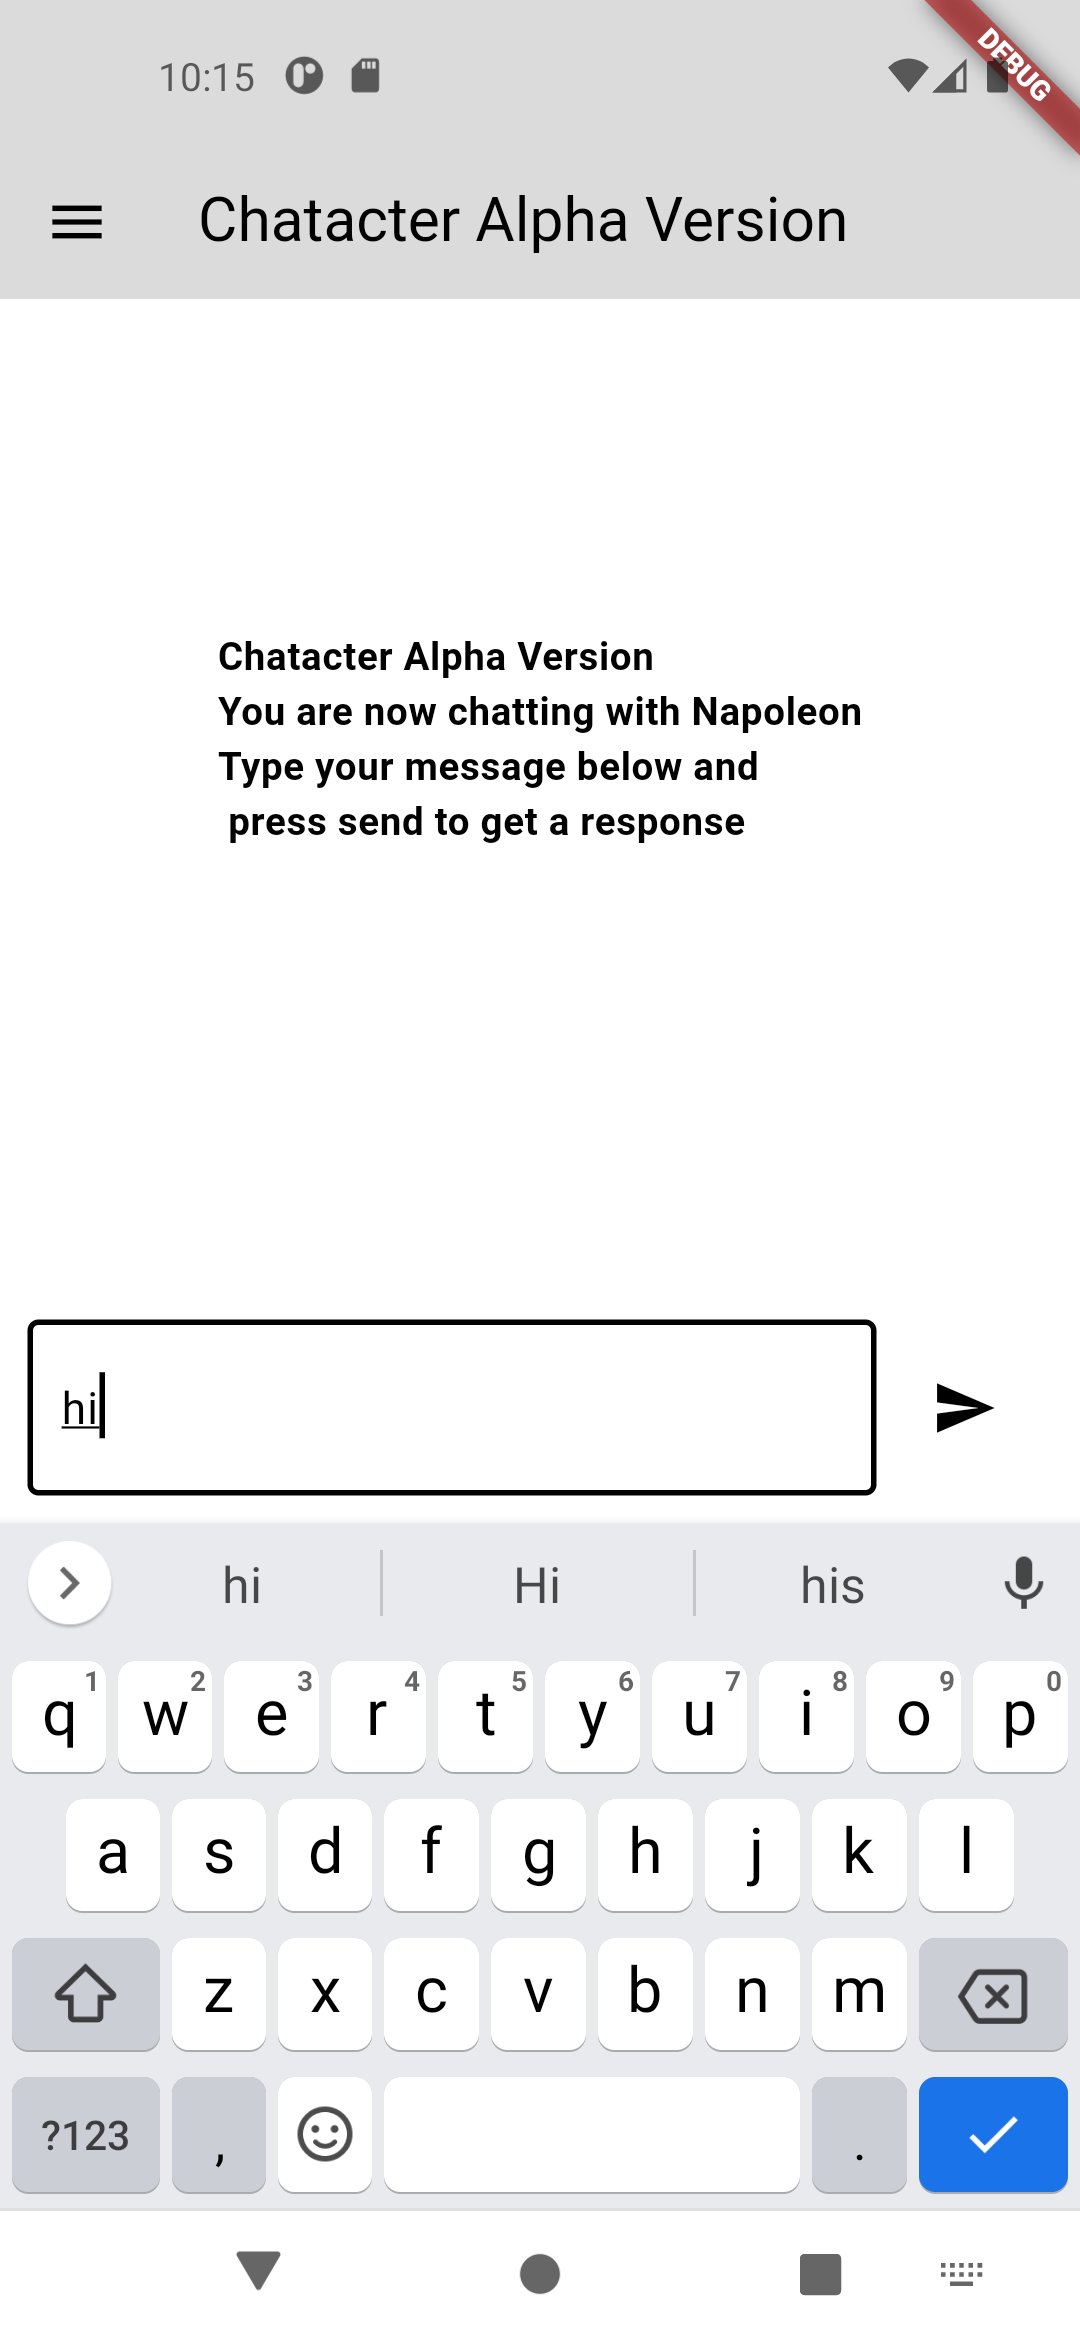 10:15
DEBUG
Chatacter Alpha Version
Chatacter Alpha Version
You are now chatting with Napoleon
Type your message below and
press send to get a response
hi
hi Hi his
q 1 w 2 e 3 r 4 t 5 y 6 u 7 i 8 o 9 p 0
a s d f g h j k l
z x c v b n m
?123 , .